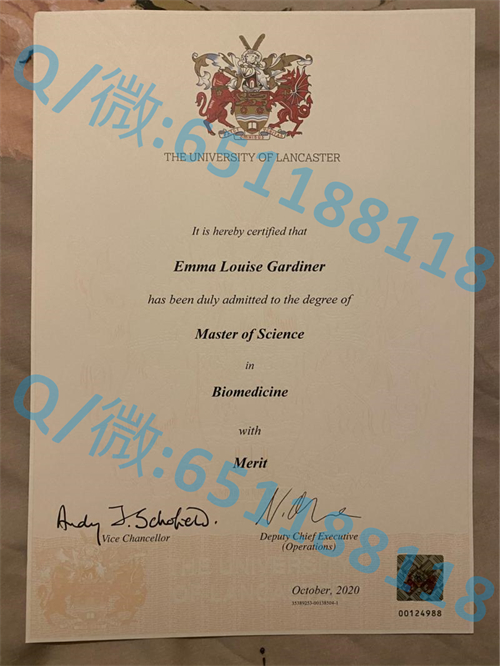 THE UNIVERSITY OF LANCASTER
Q/微:651188118
It is hereby certified that
Emma Louise Gardiner
has been duly admitted to the degree of
Master of Science
in
Biomedicine
with
Merit
Q/微:651188118
Andy J. Schofield.
Vice Chancellor
Deputy Chief Executive
(Operations)
October, 2020
00124988